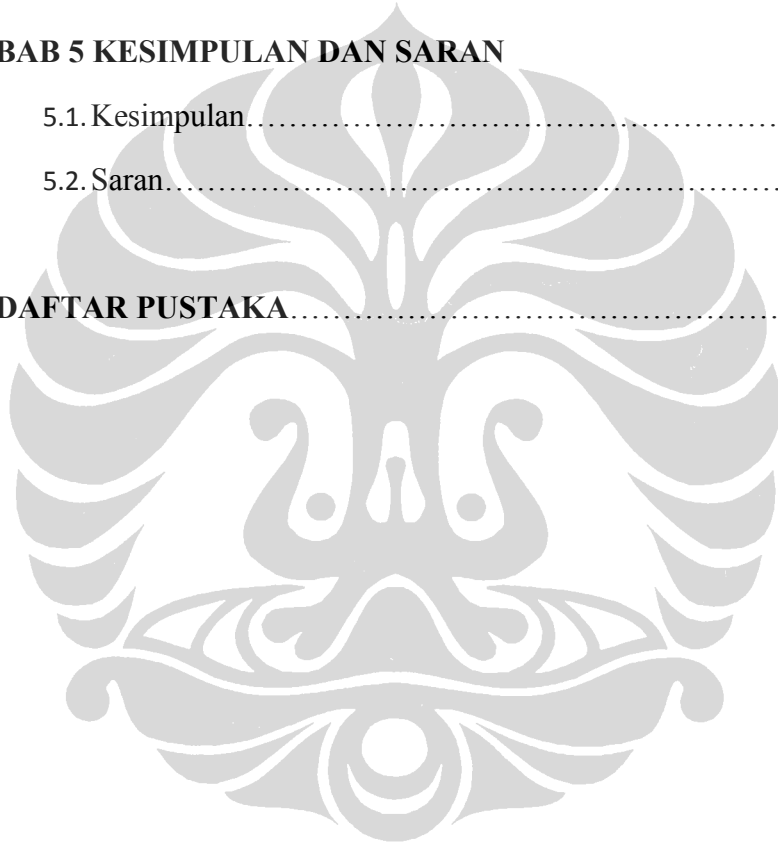 BAB 5 KESIMPULAN DAN SARAN
5.1. Kesimpulan……………………………………………
5.2. Saran…………………………………………………
DAFTAR PUSTAKA………………………………………